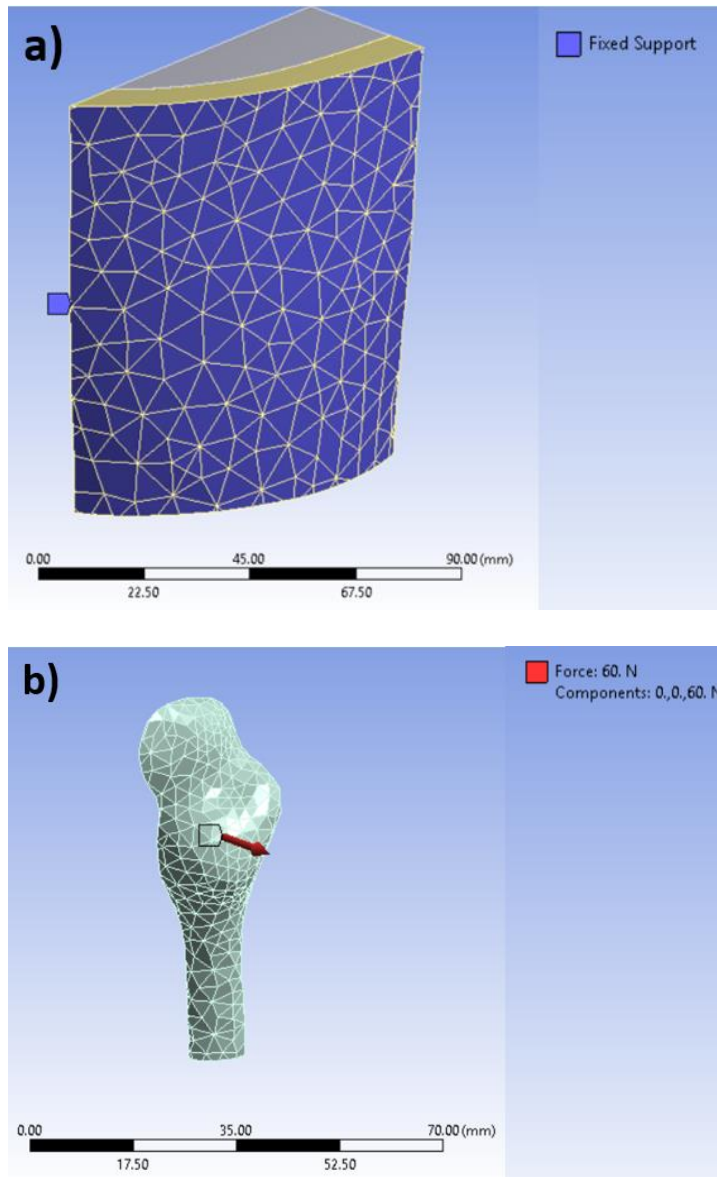 a)
Fixed Support
0.00 45.00 90.00 (mm)
22.50 67.50
b)
Force: 60. N
Components: 0.,0.,60. N
0.00 35.00 70.00 (mm)
17.50 52.50